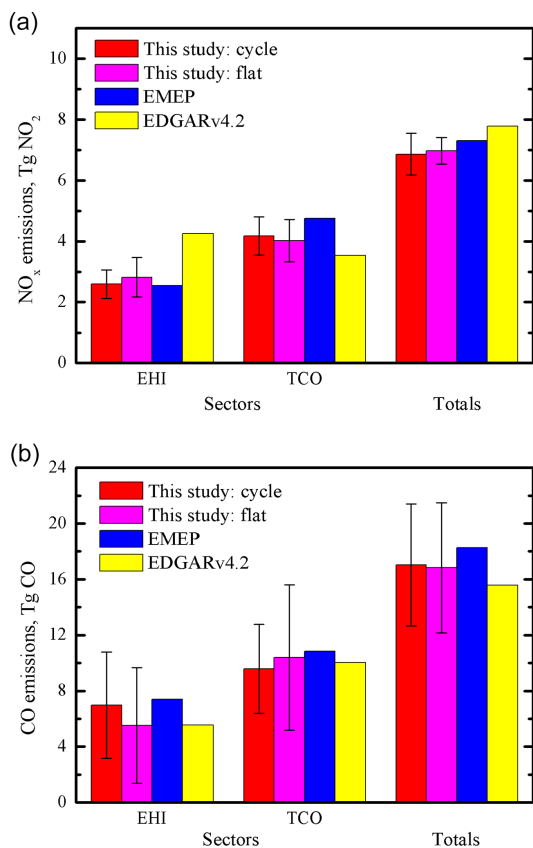 (a)
10
8
6
4
2
0
NOx emissions, Tg NO2
This study: cycle
This study: flat
EMEP
EDGARv4.2
EHI
TCO
Sectors
Totals
(b)
24
20
16
12
8
4
0
CO emissions, Tg CO
This study: cycle
This study: flat
EMEP
EDGARv4.2
EHI
TCO
Sectors
Totals